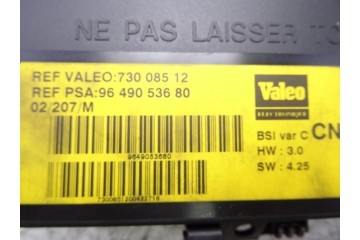 NE PAS LAISSER TO
REF VALEO:730 085 12
REF PSA:96 490 536 80
02/207/M
Valeo
BSI var C CN
HW : 3.0
SW : 4.25
9649053680